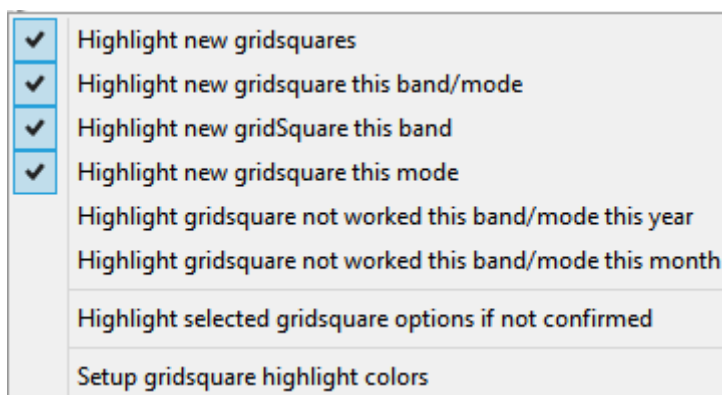 Highlight new gridsquares
Highlight new gridsquare this band/mode
Highlight new gridSquare this band
Highlight new gridsquare this mode
Highlight gridsquare not worked this band/mode this year
Highlight gridsquare not worked this band/mode this month
Highlight selected gridsquare options if not confirmed
Setup gridsquare highlight colors